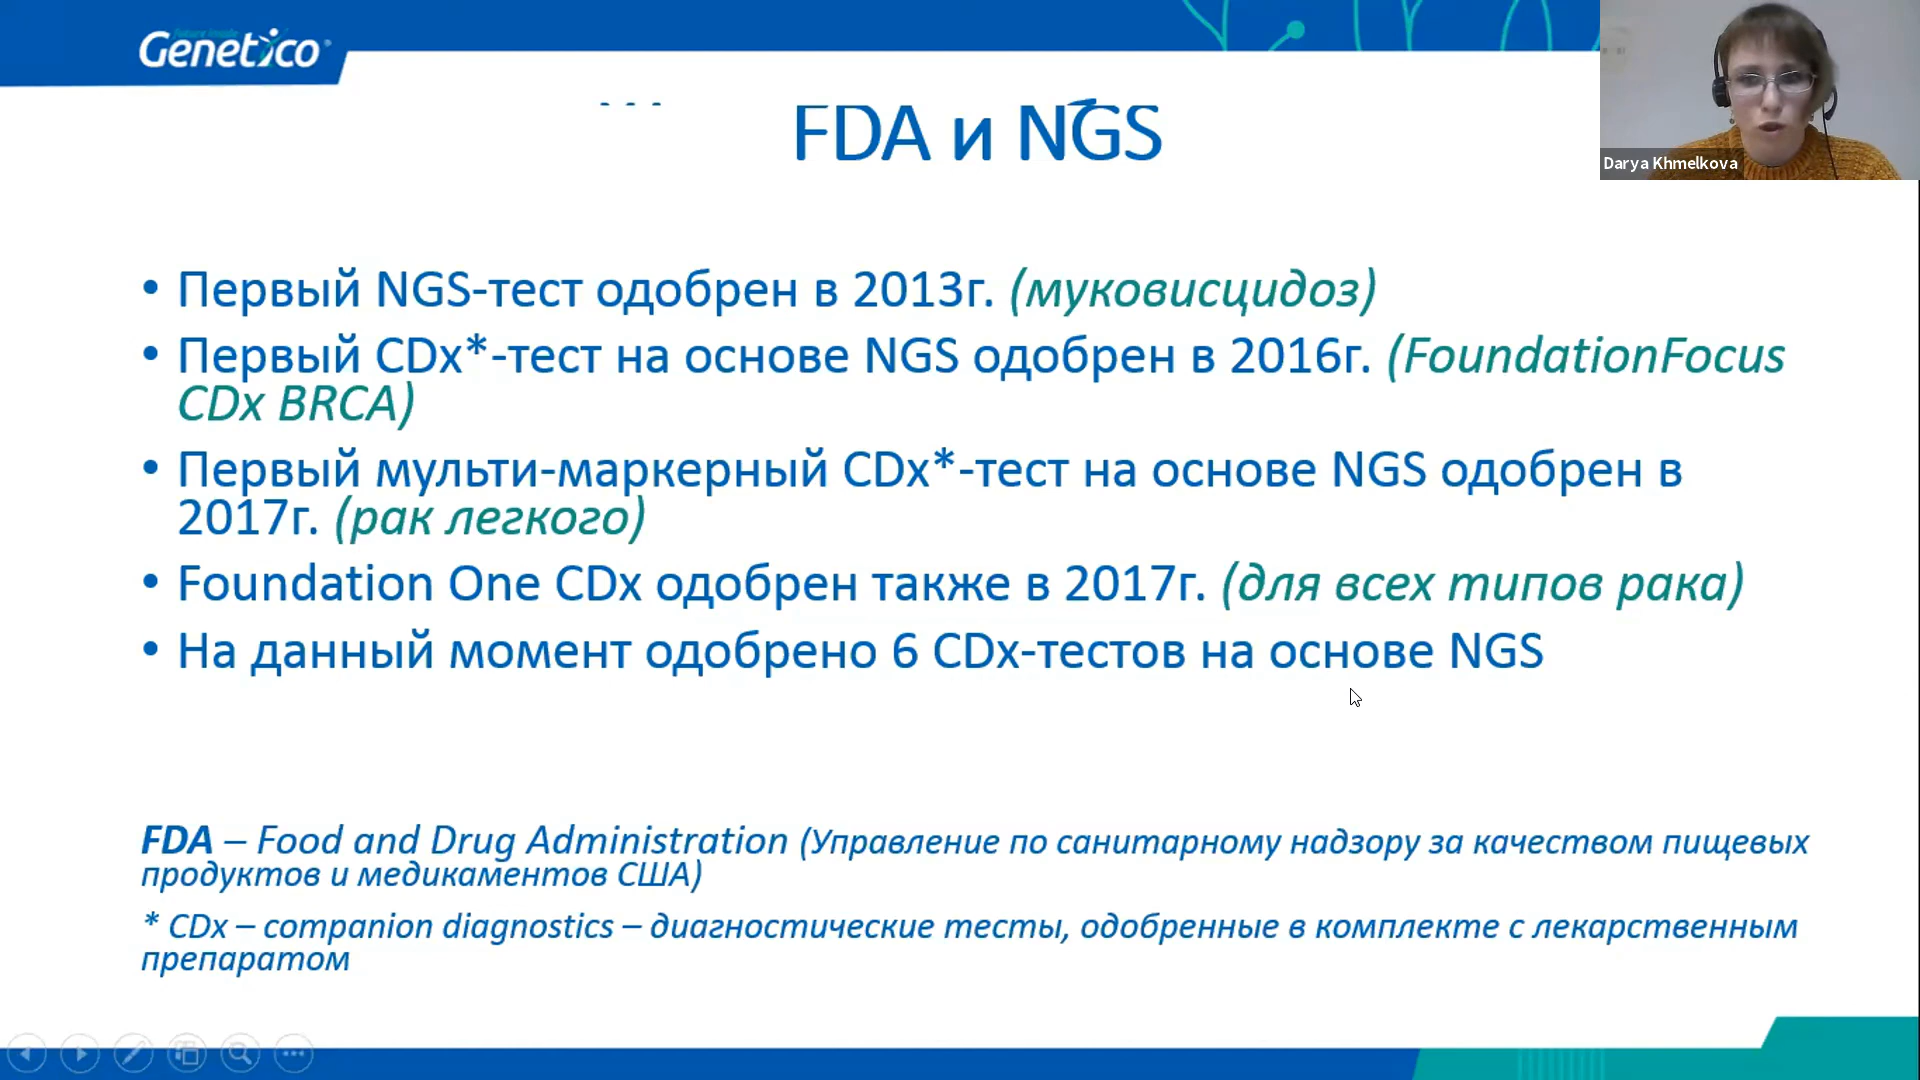 Genetico
FDA и NGS
Darya Khmelkova
• Первый NGS-тест одобрен в 2013г. (муковисцидоз)
• Первый CDx*-тест на основе NGS одобрен в 2016г. (FoundationFocus
CDx BRCA)
• Первый мульти-маркерный CDx*-тест на основе NGS одобрен в
2017г. (рак легкого)
• Foundation One CDx одобрен также в 2017г. (для всех типов рака)
• На данный момент одобрено 6 CDx-тестов на основе NGS
FDA – Food and Drug Administration (Управление по санитарному надзору за качеством пищевых
продуктов и медикаментов США)
* CDx – companion diagnostics – диагностические тесты, одобренные в комплекте с лекарственным
препаратом